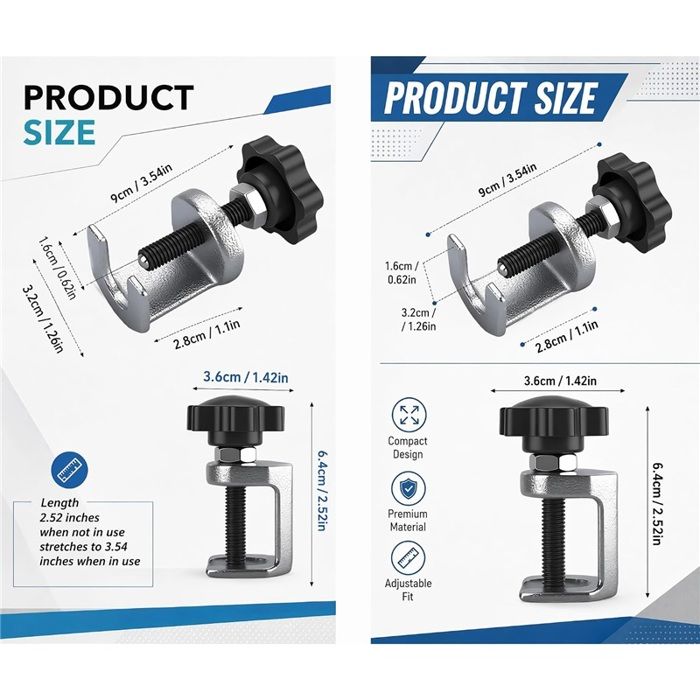 PRODUCT
SIZE
9cm / 3.54in
1.6cm / 0.62in
3.2cm / 1.26in
2.8cm / 1.1in
3.6cm / 1.42in
6.4cm / 2.52in
Length
2.52 inches
when not in use
stretches to 3.54
inches when in use
PRODUCT SIZE
9cm / 3.54in
1.6cm /
0.62in
3.2cm /
/ 1.26in
2.8cm / 1.1in
3.6cm / 1.42in
6.4cm / 2.52in
Compact
Design
Premium
Material
Adjustable
Fit